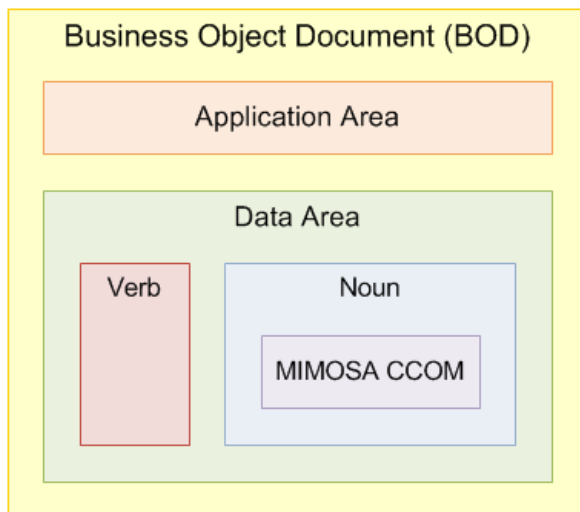 Business Object Document (BOD)
Application Area
Data Area
Verb
Noun
MIMOSA CCOM